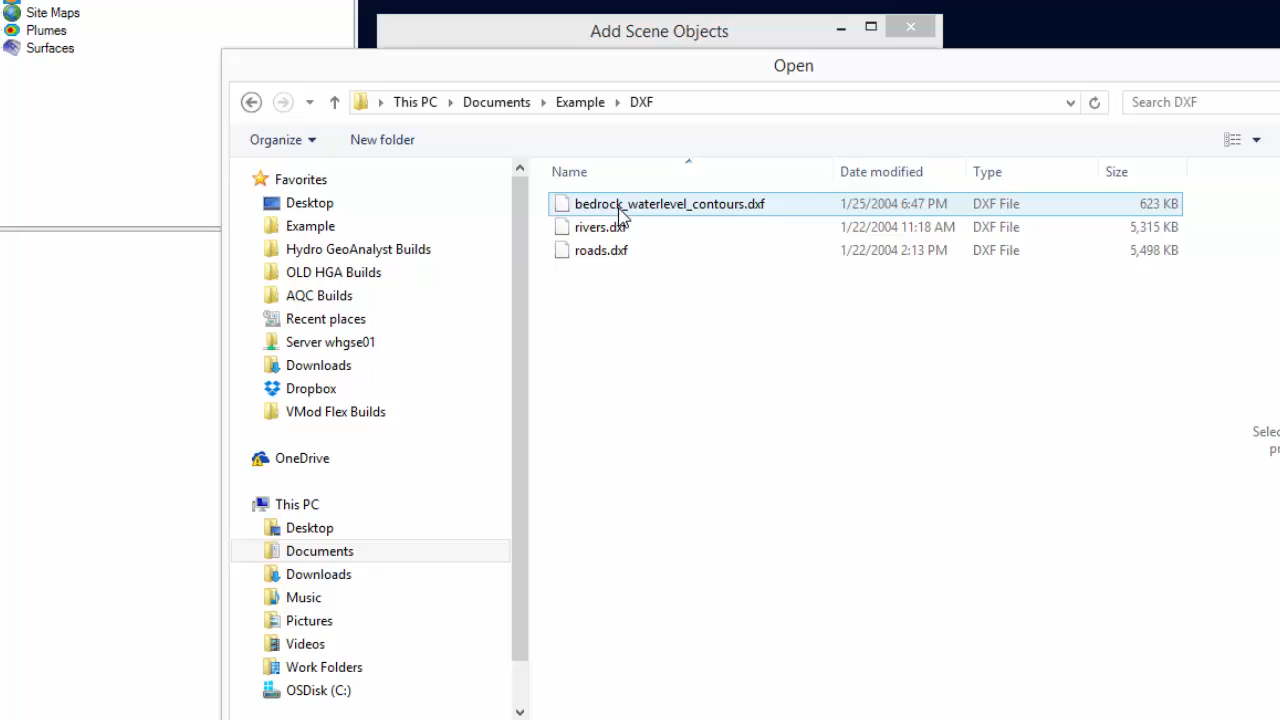 Site Maps
Plumes
Surfaces
Add Scene Objects
Open
This PC Documents Example DXF
Search DXF
Organize
New folder
Name Date modified Type Size
bedrock_waterlevel_contours.dxf 1/25/2004 6:47 PM DXF File 623 KB
rivers.dxf 1/22/2004 11:18 AM DXF File 5,315 KB
roads.dxf 1/22/2004 2:13 PM DXF File 5,498 KB
Favorites
Desktop
Example
Hydro GeoAnalyst Builds
OLD HGA Builds
AQC Builds
Recent places
Server whgse01
Downloads
Dropbox
VMod Flex Builds
OneDrive
This PC
Desktop
Documents
Downloads
Music
Pictures
Videos
Work Folders
OSDisk (C:)